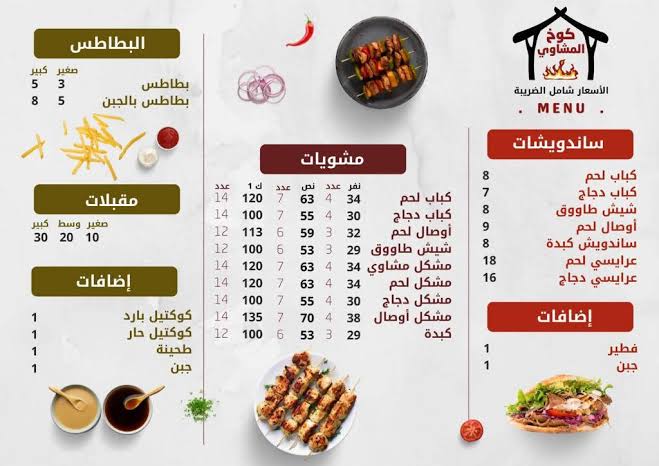 كوخ
المشاوي
الأسعار شامل الضريبة
. MENU .
ساندويشات
كباب لحم 8
كباب دجاج 7
شيش طاووق 8
أوصال لحم 9
ساندويش كبدة 8
عرايسي لحم 18
عرايسي دجاج 16
إضافات
فطير 1
جبن 1
مشويات
نفر عدد نص عدد ك 1 عدد
كباب لحم 34 4 63 7 120 14
كباب دجاج 30 4 55 7 100 14
أوصال لحم 32 3 59 6 113 12
شيش طاووق 29 3 53 6 100 12
مشكل مشاوي 34 4 63 7 120 14
مشكل لحم 34 4 63 7 120 14
مشكل دجاج 30 4 55 7 100 14
مشكل أوصال 38 4 70 7 135 14
كبدة 29 3 53 6 100 12
البطاطس
صغير كبير
بطاطس 3 5
بطاطس بالجبن 5 8
مقبلات
صغير وسط كبير
10 20 30
إضافات
كوكتيل بارد 1
كوكتيل حار 1
طحينة 1
جبن 1